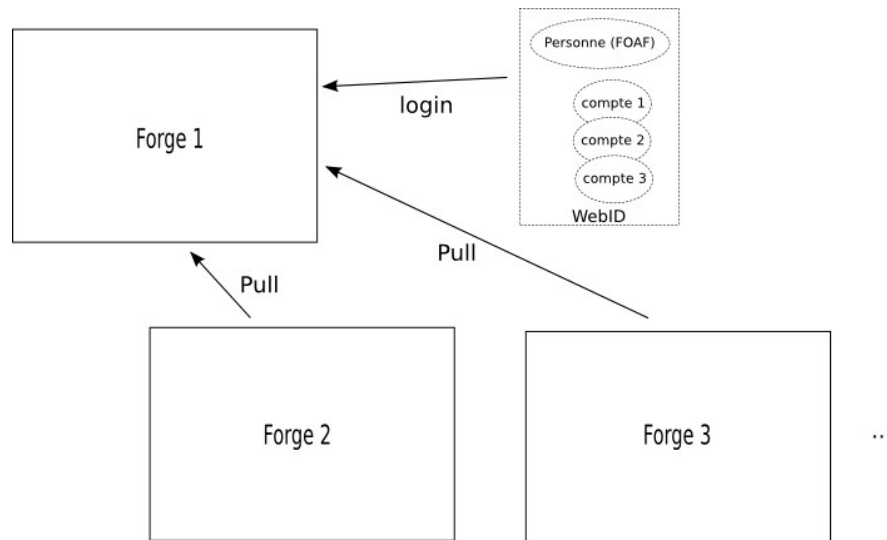 Personne (FOAF)
Forge 1
login
compte 1
compte 2
compte 3
WebID
Pull
Pull
Forge 2
Forge 3
..